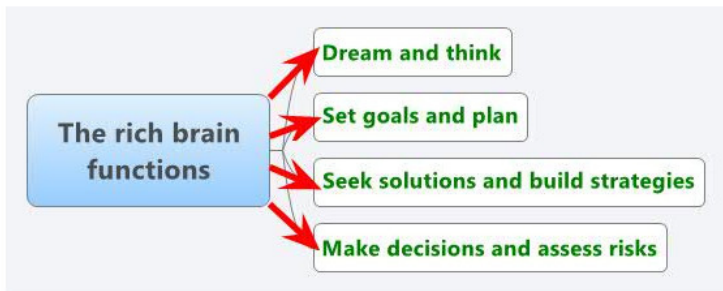 The rich brain
functions
Dream and think
Set goals and plan
Seek solutions and build strategies
Make decisions and assess risks